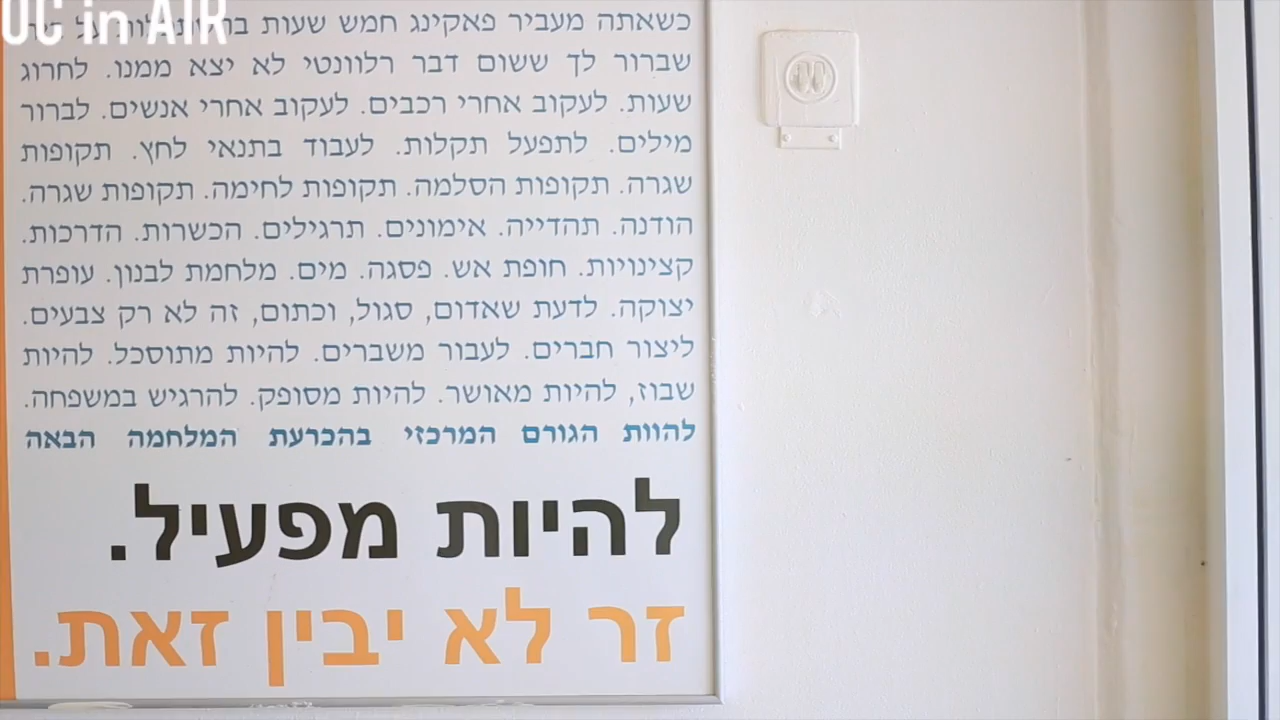 OC in AIR
כשאתה מעביר פאקינג חמש שעות
שברור לך ששום דבר רלוונטי לא יצא ממנו. לחרוג
שעות. לעקוב אחרי רכבים. לעקוב אחרי אנשים. לברור
מילים. לתפעל תקלות. לעבוד בתנאי לחץ. תקופות
שגרה. תקופות הסלמה. תקופות לחימה. תקופות שגרה.
הודנה. תהדייה. אימונים. תרגילים. הכשרות. הדרכות.
קצינויות. חופת אש. פסגה. מים. מלחמת לבנון. עופרת
יצוקה. לדעת שאדום, סגול, וכתום, זה לא רק צבעים.
ליצור חברים. לעבור משברים. להיות מתוסכל. להיות
שבוז, להיות מאושר. להיות מסופק. להרגיש במשפחה.
להוות הגורם המרכזי בהכרעת המלחמה הבאה
להיות מפעיל.
זר לא יבין זאת.